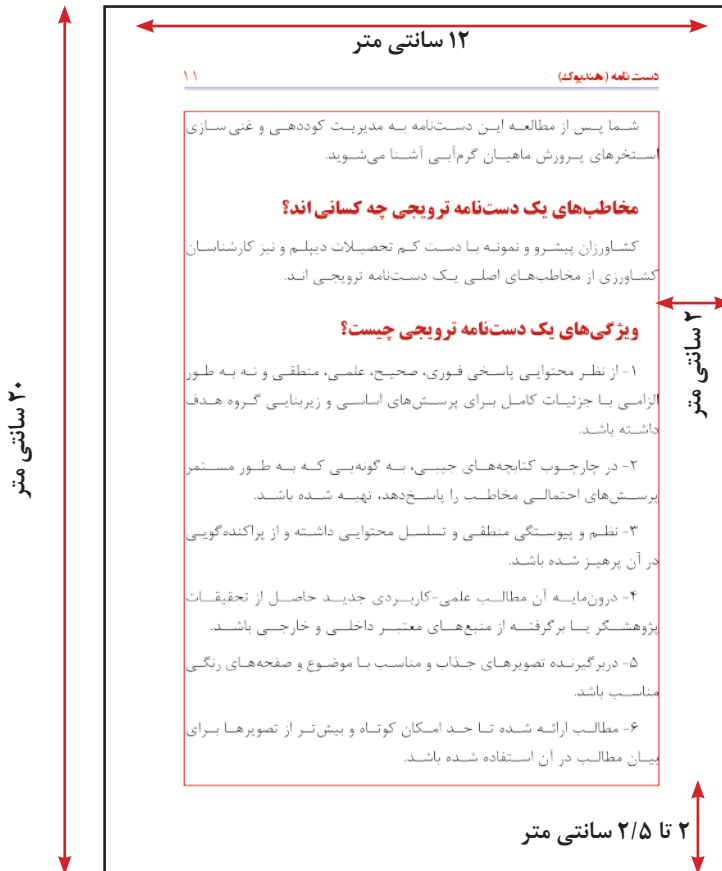 ۱۲ سانتی متر
دست نامه (هندبوک) ۱۱
شما پس از مطالعه این دست‌نامه به مدیریت کوددهی و غنی سازی
استخرهای پرورش ماهیان گرم‌آبی آشنا می‌شوید.
مخاطب‌های یک دست‌نامه ترویجی چه کسانی اند؟
کشاورزان پیشرو و نمونه با دست کم تحصیلات دیپلم و نیز کارشناسان
کشاورزی از مخاطب‌های اصلی یک دست‌نامه ترویجی اند.
ویژگی‌های یک دست‌نامه ترویجی چیست؟
۱- از نظر محتوایی پاسخی فوری، صحیح، علمی، منطقی و نه به طور
الزامی با جزئیات کامل برای پرسش‌های اساسی و زیربنایی گروه هدف
داشته باشد.
۲- در چارچوب کتابچه‌های جیبی، به گونه‌یی که به طور مستمر
پرسش‌های احتمالی مخاطب را پاسخ‌دهد، تهیه شده باشد.
۳- نظم و پیوستگی منطقی و تسلسل محتوایی داشته و از پراکنده‌گویی
در آن پرهیز شده باشد.
۴- درون‌مایه آن مطالب علمی-کاربردی جدید حاصل از تحقیقات
پژوهشگر یا برگرفته از منبع‌های معتبر داخلی و خارجی باشد.
۵- دربرگیرنده تصویرهای جذاب و مناسب با موضوع و صفحه‌های رنگی
مناسب باشد.
۶- مطالب ارائه شده تا حد امکان کوتاه و بیش‌تر از تصویرها برای
بیان مطالب در آن استفاده شده باشد.
۲ سانتی متر
۲۰ سانتی متر
۲ تا ۲/۵ سانتی متر